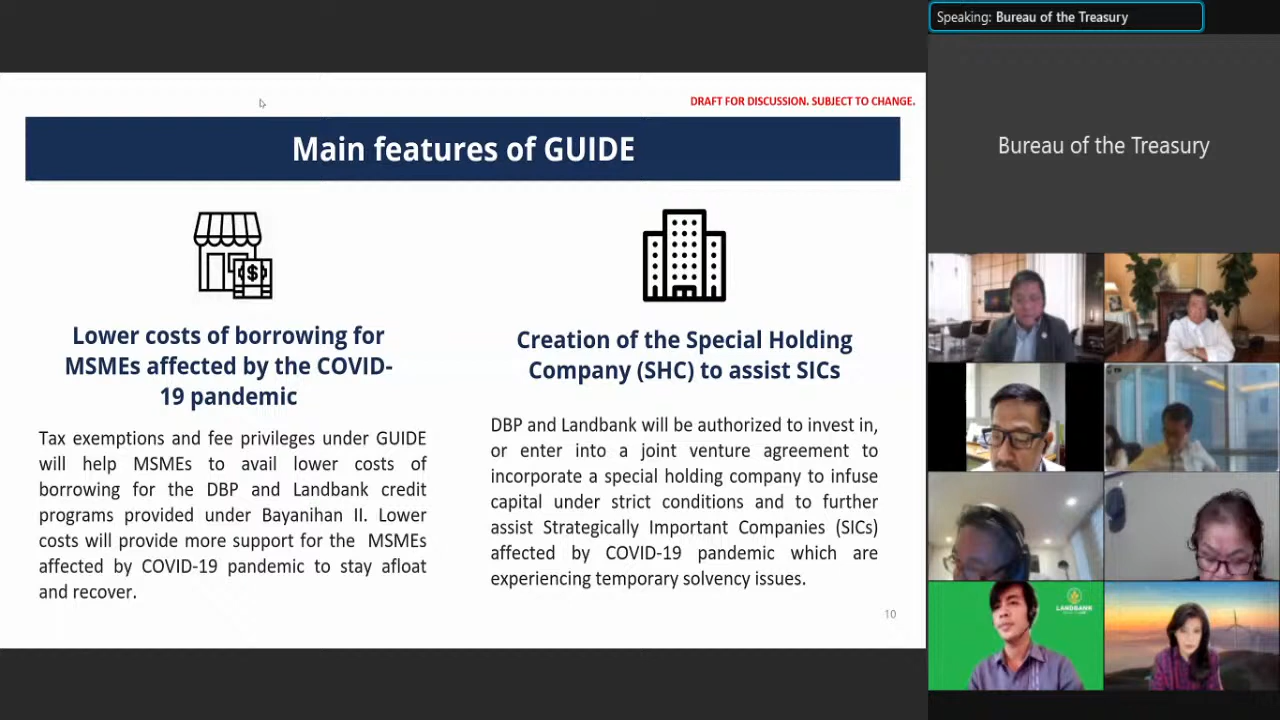 Speaking: Bureau of the Treasury
DRAFT FOR DISCUSSION. SUBJECT TO CHANGE.
Main features of GUIDE
Lower costs of borrowing for
MSMEs affected by the COVID-
19 pandemic
Tax exemptions and fee privileges under GUIDE
will help MSMEs to avail lower costs of
borrowing for the DBP and Landbank credit
programs provided under Bayanihan II. Lower
costs will provide more support for the MSMEs
affected by COVID-19 pandemic to stay afloat
and recover.
Creation of the Special Holding
Company (SHC) to assist SICs
DBP and Landbank will be authorized to invest in,
or enter into a joint venture agreement to
incorporate a special holding company to infuse
capital under strict conditions and to further
assist Strategically Important Companies (SICs)
affected by COVID-19 pandemic which are
experiencing temporary solvency issues.
10
Bureau of the Treasury
LANDBANK